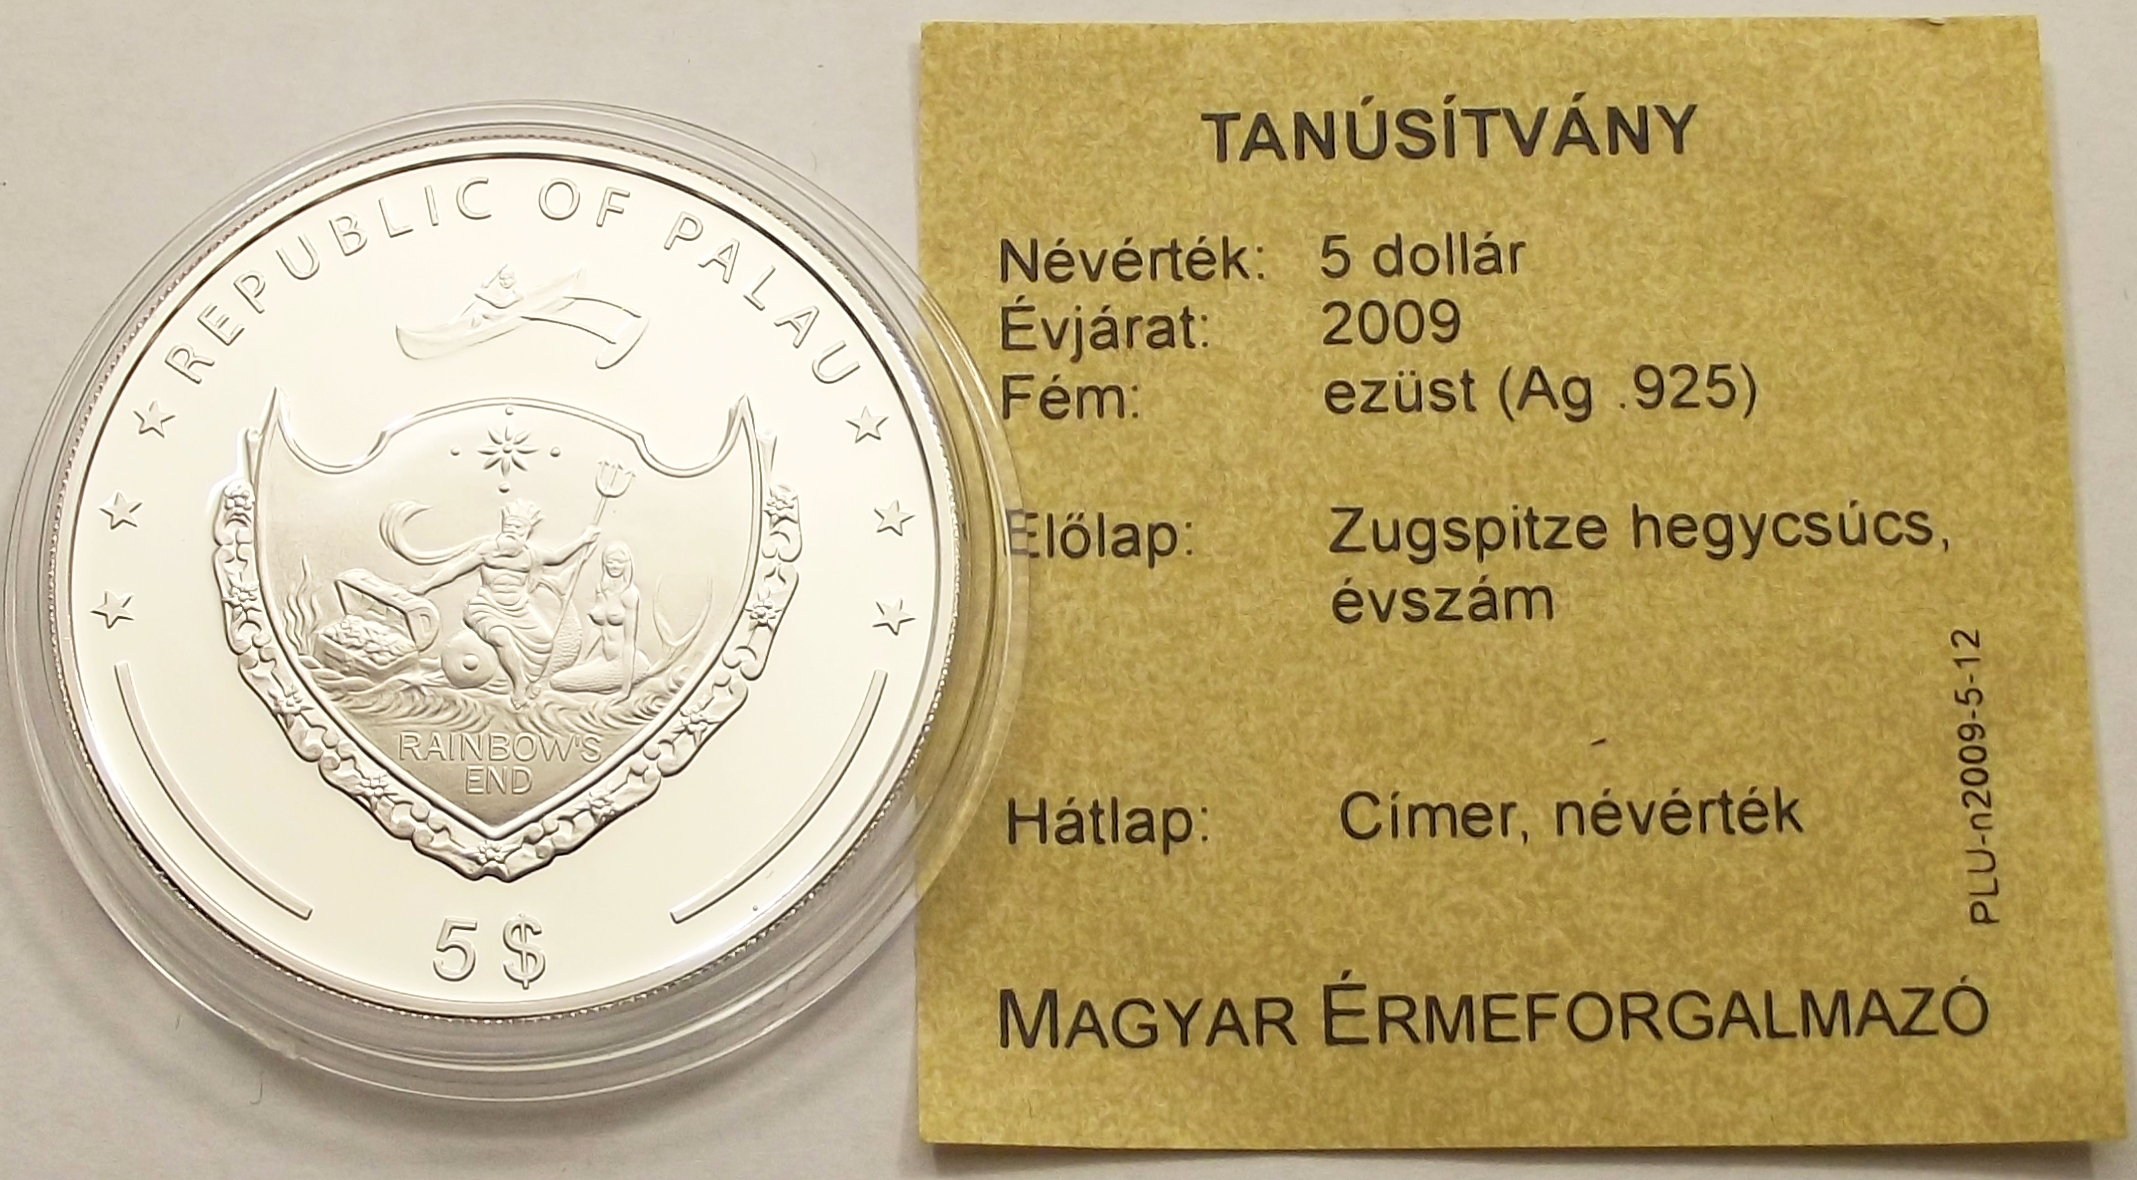 REPUBLIC OF PALAU
RAINBOW'S
END
5 $
TANÚSÍTVÁNY
Névérték: 5 dollár
Évjárat: 2009
Fém: ezüst (Ag .925)
Előlap: Zugspitze hegycsúcs,
évszám
Hátlap: Címer, névérték
PLU-n2009-5-12
MAGYAR ÉRMEFORGALMAZÓ